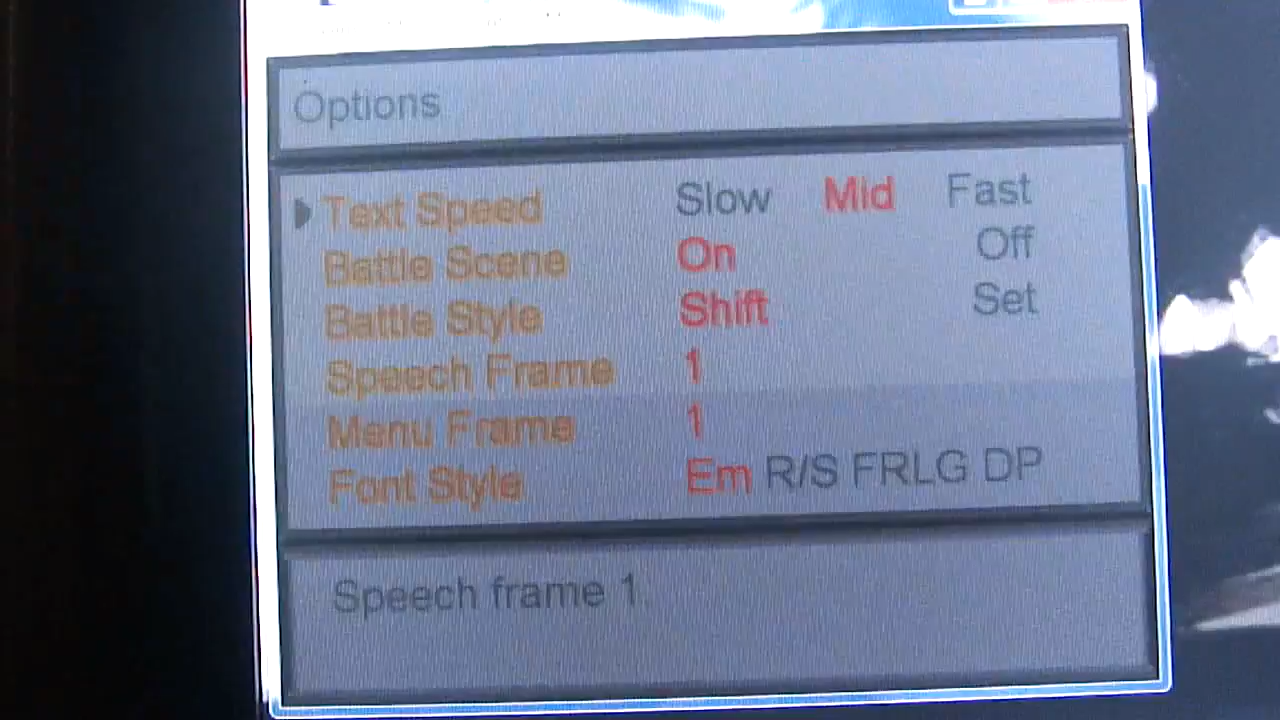 Options
Text Speed Slow Mid Fast
Battle Scene On Off
Battle Style Shift Set
Speech Frame 1
Menu Frame 1
Font Style Em R/S FRLG DP
Speech frame 1.